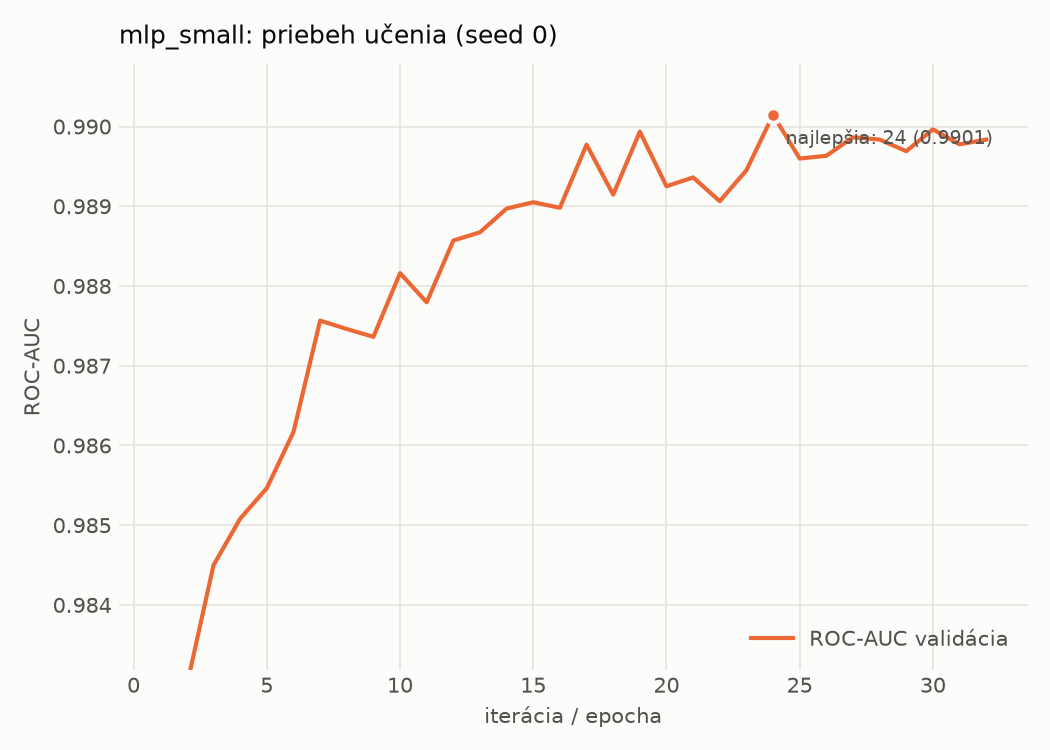 mlp_small: priebeh učenia (seed 0)
0.990
najlepšia: 24 (0.9901)
0.989
0.988
0.987
0.986
0.985
0.984
ROC-AUC
ROC-AUC validácia
0 5 10 15 20 25 30
iterácia / epocha